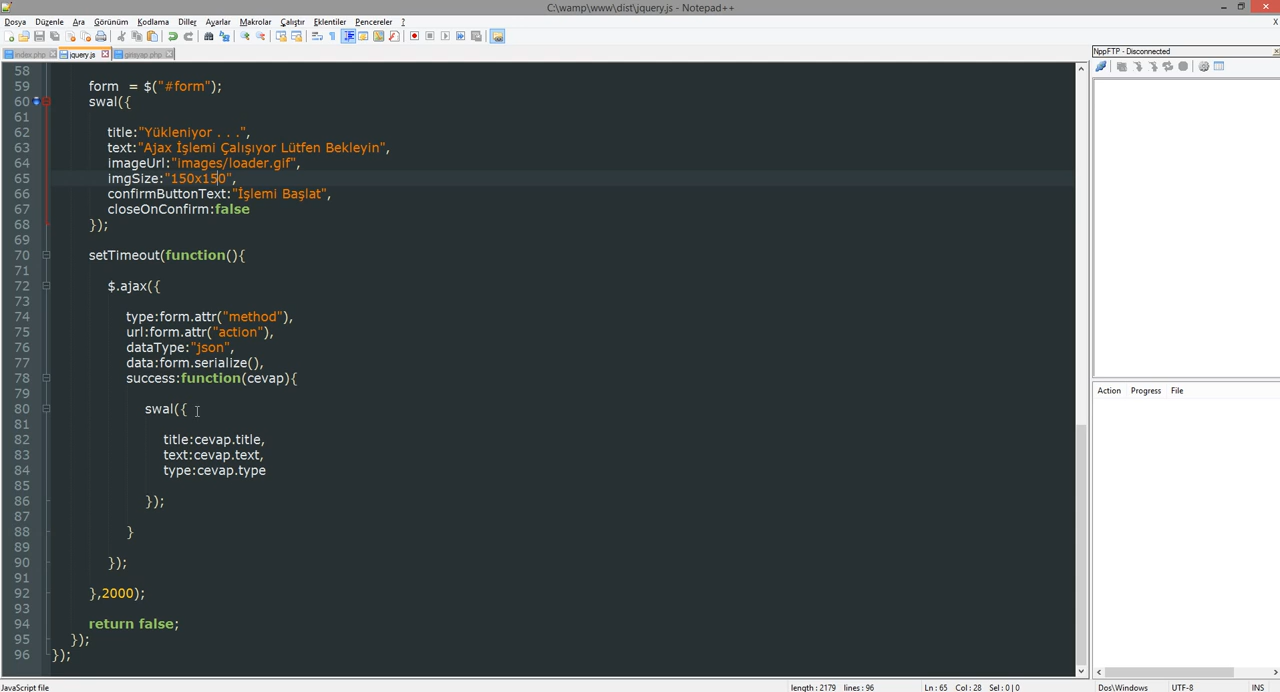 C:\wamp\www\dist\jquery.js - Notepad++
Dosya Düzenle Ara Görünüm Kodlama Diller Ayarlar Makrolar Çalıştır Eklentiler Pencereler ?
X
index.php jquery.js girisyap.php
NppFTP - Disconnected
58
59 form = $("#form");
60 swal({
61
62 title:"Yükleniyor . . .",
63 text:"Ajax İşlemi Çalışıyor Lütfen Bekleyin",
64 imageUrl:"images/loader.gif",
65 imgSize:"150x150",
66 confirmButtonText:"İşlemi Başlat",
67 closeOnConfirm:false
68 });
69
70 setTimeout(function(){
71
72 $.ajax({
73
74 type:form.attr("method"),
75 url:form.attr("action"),
76 dataType:"json",
77 data:form.serialize(),
78 success:function(cevap){
79
80 swal({
81
82 title:cevap.title,
83 text:cevap.text,
84 type:cevap.type
85
86 });
87
88 }
89
90 });
91
92 },2000);
93
94 return false;
95 });
96 });
Action Progress File
JavaScript file length : 2179 lines : 96 Ln : 65 Col : 28 Sel : 0 | 0 Dos\Windows UTF-8 INS